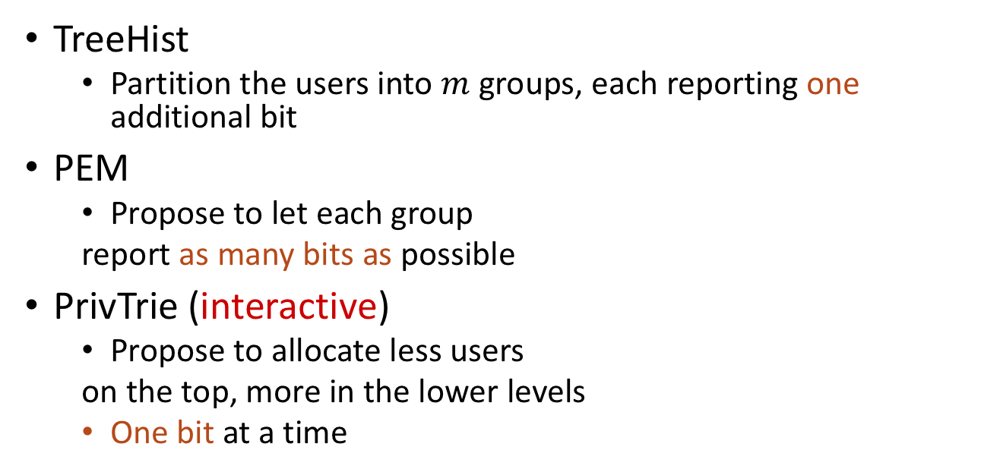 • TreeHist
• Partition the users into 𝑚 groups, each reporting one
additional bit
• PEM
• Propose to let each group
report as many bits as possible
• PrivTrie (interactive)
• Propose to allocate less users
on the top, more in the lower levels
• One bit at a time